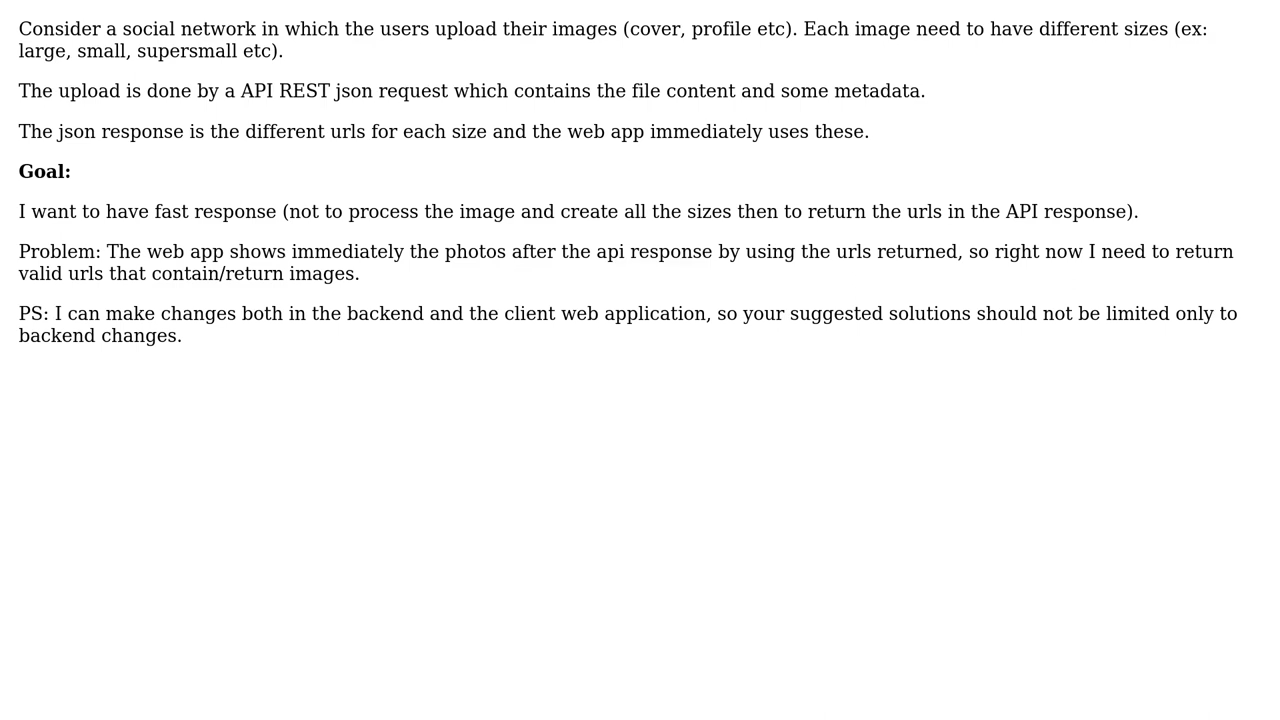 Consider a social network in which the users upload their images (cover, profile etc). Each image need to have different sizes (ex:
large, small, supersmall etc).
The upload is done by a API REST json request which contains the file content and some metadata.
The json response is the different urls for each size and the web app immediately uses these.
Goal:
I want to have fast response (not to process the image and create all the sizes then to return the urls in the API response).
Problem: The web app shows immediately the photos after the api response by using the urls returned, so right now I need to return
valid urls that contain/return images.
PS: I can make changes both in the backend and the client web application, so your suggested solutions should not be limited only to
backend changes.